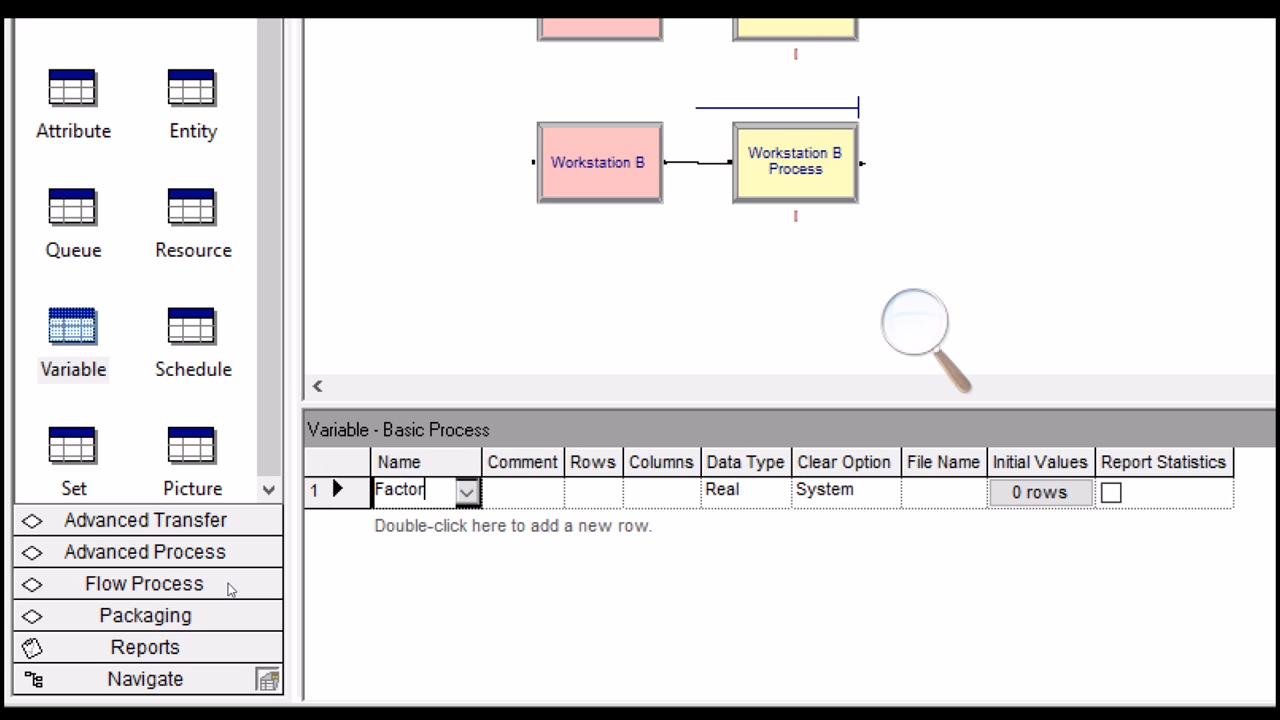 Attribute
Entity
Queue
Resource
Variable
Schedule
Set
Picture
Advanced Transfer
Advanced Process
Flow Process
Packaging
Reports
Navigate
Workstation B
Workstation B
Process
Variable - Basic Process
Name Comment Rows Columns Data Type Clear Option File Name Initial Values Report Statistics
1 Factor Real System 0 rows
Double-click here to add a new row.